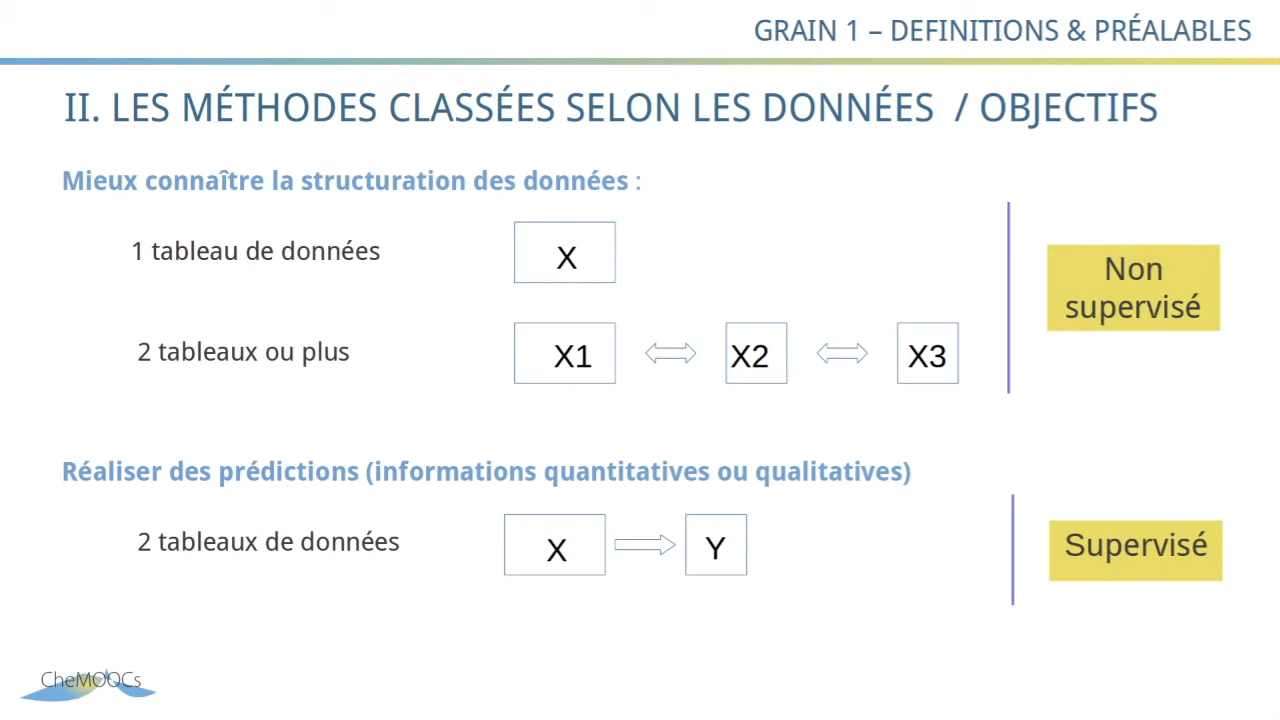 GRAIN 1 – DEFINITIONS & PRÉALABLES
II. LES MÉTHODES CLASSÉES SELON LES DONNÉES / OBJECTIFS
Mieux connaître la structuration des données :
1 tableau de données
X
Non
supervisé
2 tableaux ou plus
X1
X2
X3
Réaliser des prédictions (informations quantitatives ou qualitatives)
2 tableaux de données
X
Y
Supervisé
CheMOOCs